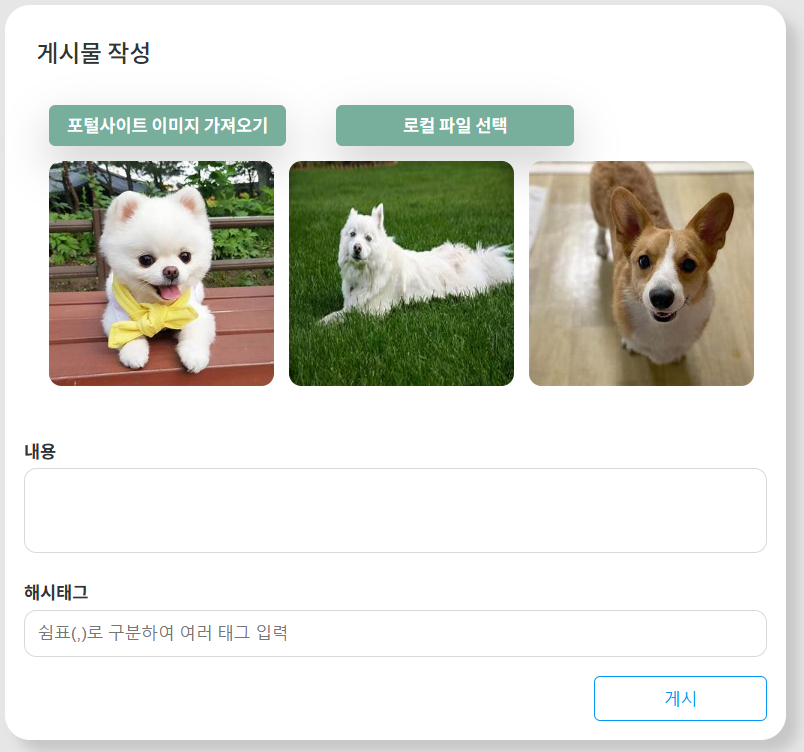 게시물 작성
포털사이트 이미지 가져오기
로컬 파일 선택
내용
해시태그
쉼표(,)로 구분하여 여러 태그 입력
게시